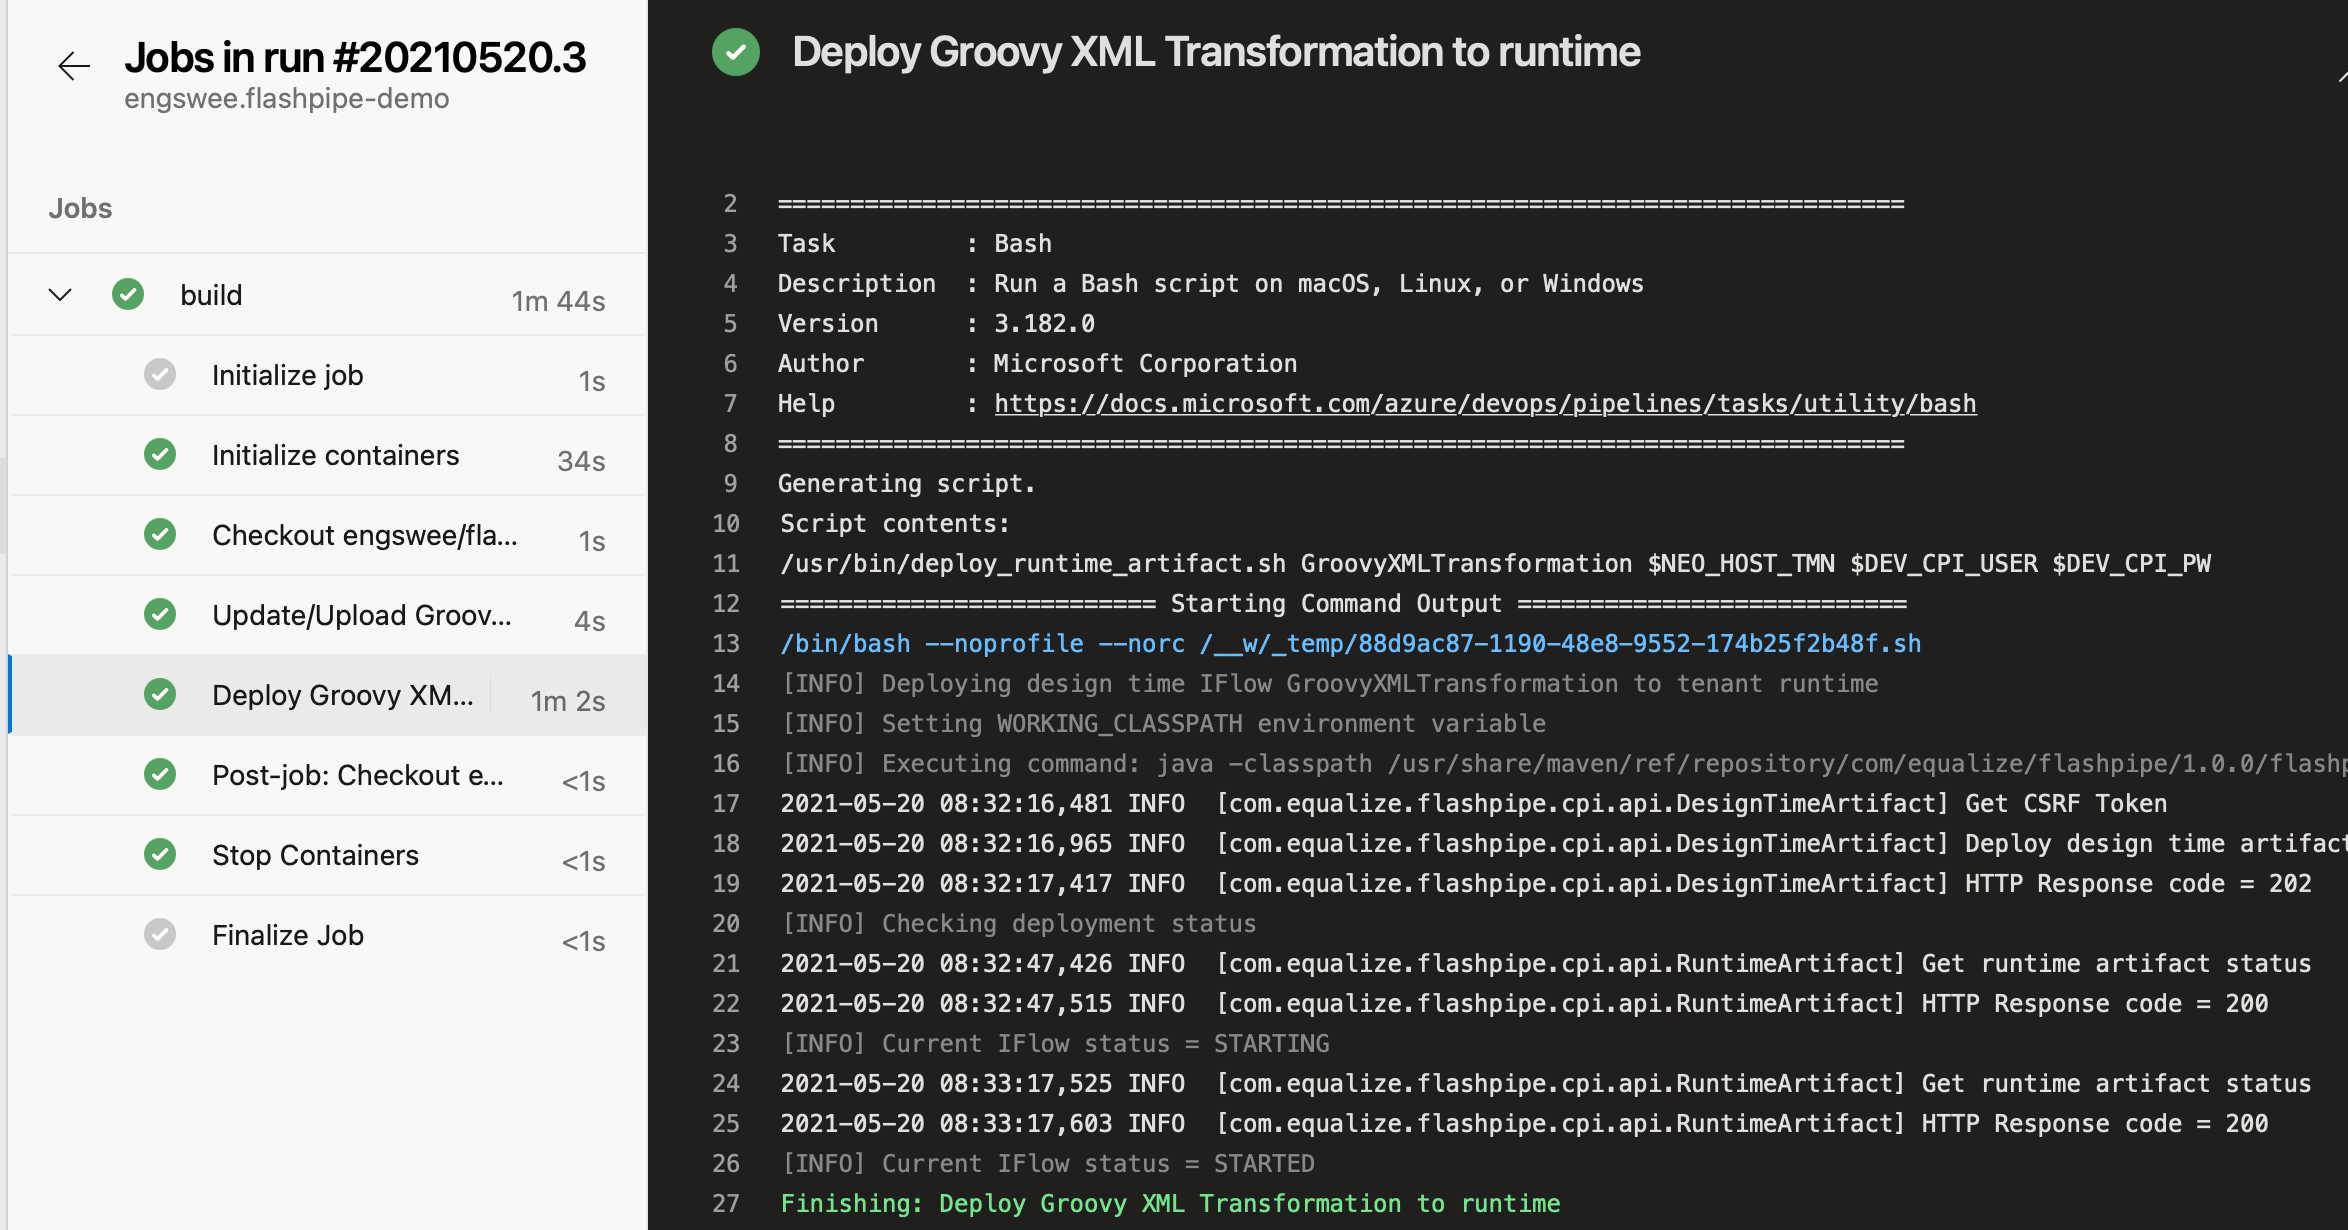 Jobs in run #20210520.3
engswee.flashpipe-demo
Jobs
build 1m 44s
Initialize job 1s
Initialize containers 34s
Checkout engswee/fla... 1s
Update/Upload Groov... 4s
Deploy Groovy XM... 1m 2s
Post-job: Checkout e... <1s
Stop Containers <1s
Finalize Job <1s
Deploy Groovy XML Transformation to runtime
2 ==============================================================================
3 Task         : Bash
4 Description  : Run a Bash script on macOS, Linux, or Windows
5 Version      : 3.182.0
6 Author       : Microsoft Corporation
7 Help         : https://docs.microsoft.com/azure/devops/pipelines/tasks/utility/bash
8 ==============================================================================
9 Generating script.
10 Script contents:
11 /usr/bin/deploy_runtime_artifact.sh GroovyXMLTransformation $NEO_HOST_TMN $DEV_CPI_USER $DEV_CPI_PW
12 ========================== Starting Command Output ===========================
13 /bin/bash --noprofile --norc /__w/_temp/88d9ac87-1190-48e8-9552-174b25f2b48f.sh
14 [INFO] Deploying design time IFlow GroovyXMLTransformation to tenant runtime
15 [INFO] Setting WORKING_CLASSPATH environment variable
16 [INFO] Executing command: java -classpath /usr/share/maven/ref/repository/com/equalize/flashpipe/1.0.0/flashp
17 2021-05-20 08:32:16,481 INFO  [com.equalize.flashpipe.cpi.api.DesignTimeArtifact] Get CSRF Token
18 2021-05-20 08:32:16,965 INFO  [com.equalize.flashpipe.cpi.api.DesignTimeArtifact] Deploy design time artifact
19 2021-05-20 08:32:17,417 INFO  [com.equalize.flashpipe.cpi.api.DesignTimeArtifact] HTTP Response code = 202
20 [INFO] Checking deployment status
21 2021-05-20 08:32:47,426 INFO  [com.equalize.flashpipe.cpi.api.RuntimeArtifact] Get runtime artifact status
22 2021-05-20 08:32:47,515 INFO  [com.equalize.flashpipe.cpi.api.RuntimeArtifact] HTTP Response code = 200
23 [INFO] Current IFlow status = STARTING
24 2021-05-20 08:33:17,525 INFO  [com.equalize.flashpipe.cpi.api.RuntimeArtifact] Get runtime artifact status
25 2021-05-20 08:33:17,603 INFO  [com.equalize.flashpipe.cpi.api.RuntimeArtifact] HTTP Response code = 200
26 [INFO] Current IFlow status = STARTED
27 Finishing: Deploy Groovy XML Transformation to runtime